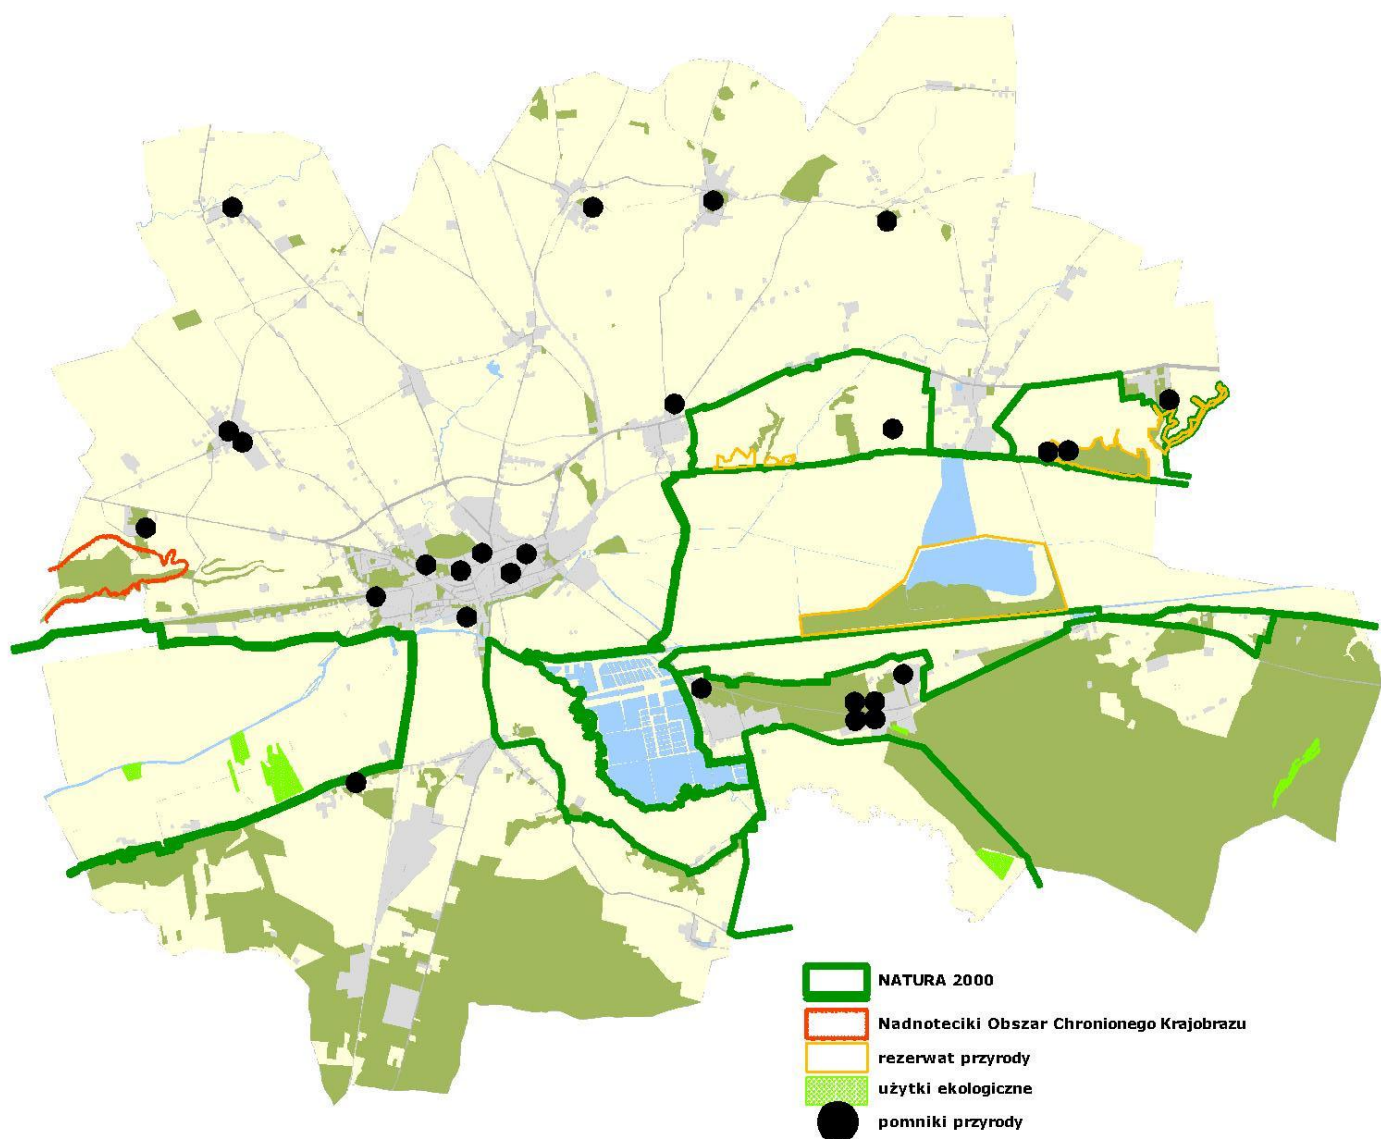 NATURA 2000
Nadnoteciki Obszar Chronionego Krajobrazu
rezerwat przyrody
użytki ekologiczne
pomniki przyrody